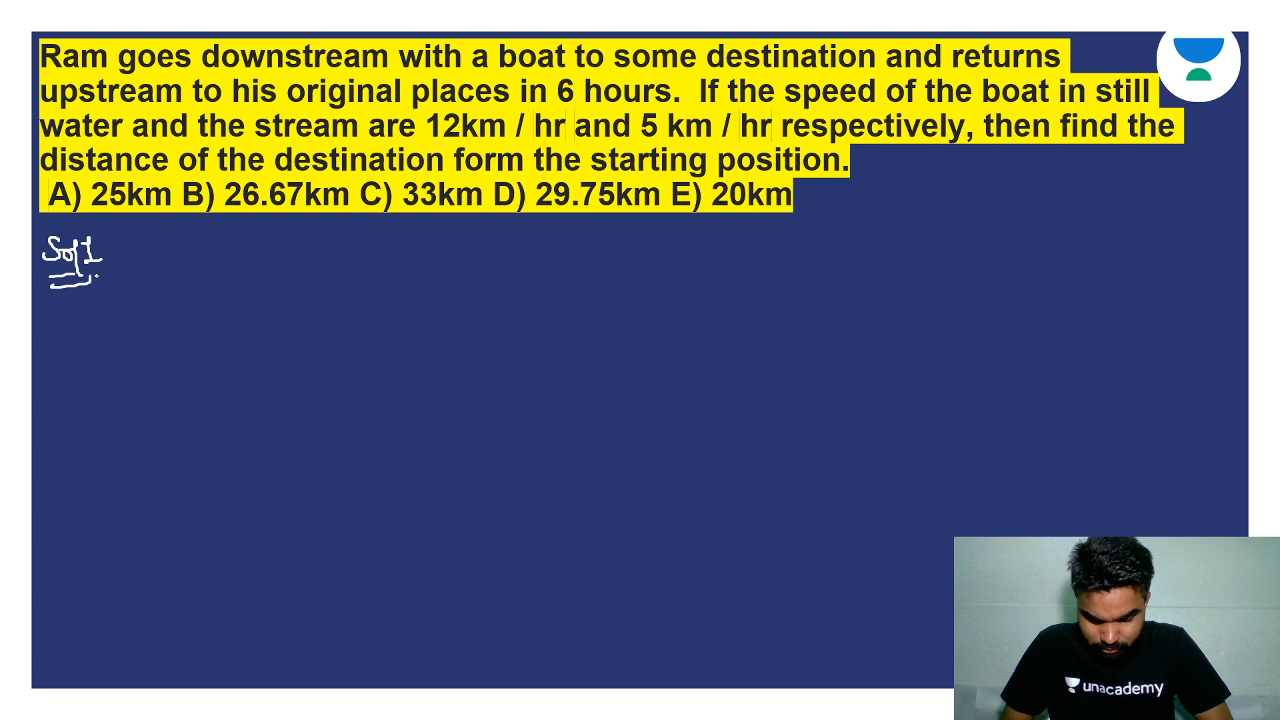 Ram goes downstream with a boat to some destination and returns
upstream to his original places in 6 hours. If the speed of the boat in still
water and the stream are 12km / hr and 5 km / hr respectively, then find the
distance of the destination form the starting position.
A) 25km B) 26.67km C) 33km D) 29.75km E) 20km
unacademy